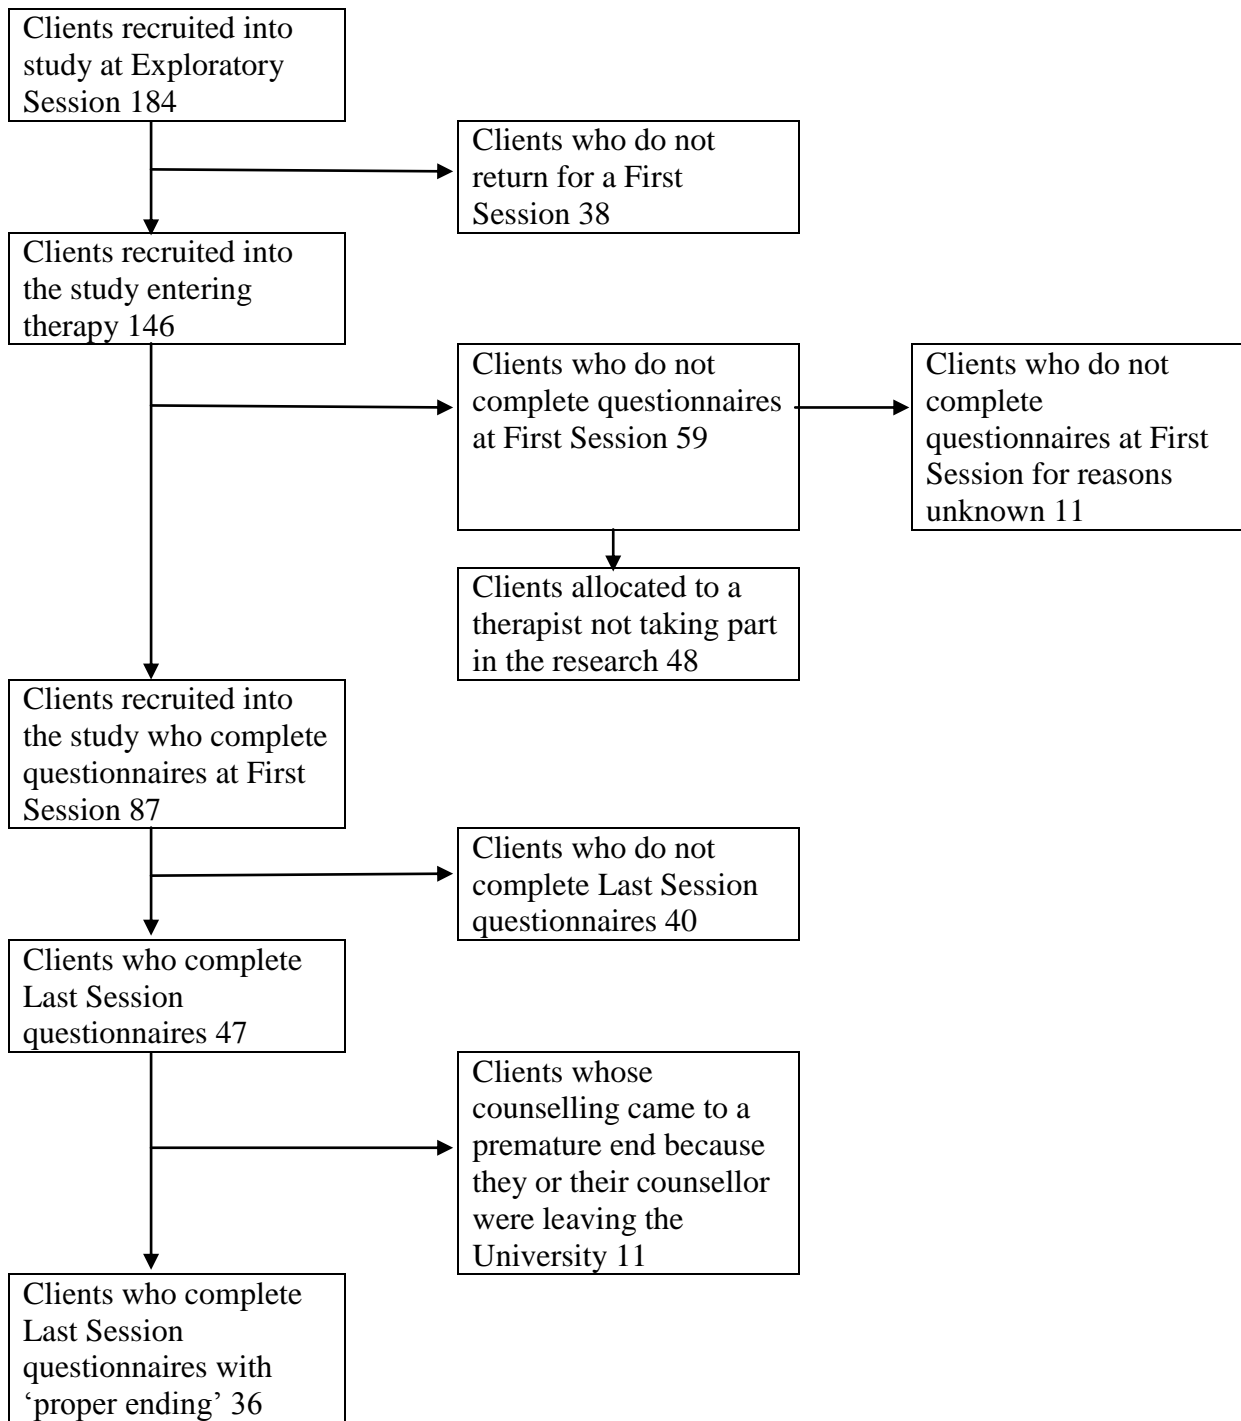 Clients recruited into
study at Exploratory
Session 184
Clients who do not
return for a First
Session 38
Clients recruited into
the study entering
therapy 146
Clients who do not
complete questionnaires
at First Session 59
Clients who do not
complete
questionnaires at First
Session for reasons
unknown 11
Clients allocated to a
therapist not taking part
in the research 48
Clients recruited into
the study who complete
questionnaires at First
Session 87
Clients who do not
complete Last Session
questionnaires 40
Clients who complete
Last Session
questionnaires 47
Clients whose
counselling came to a
premature end because
they or their counsellor
were leaving the
University 11
Clients who complete
Last Session
questionnaires with
‘proper ending’ 36